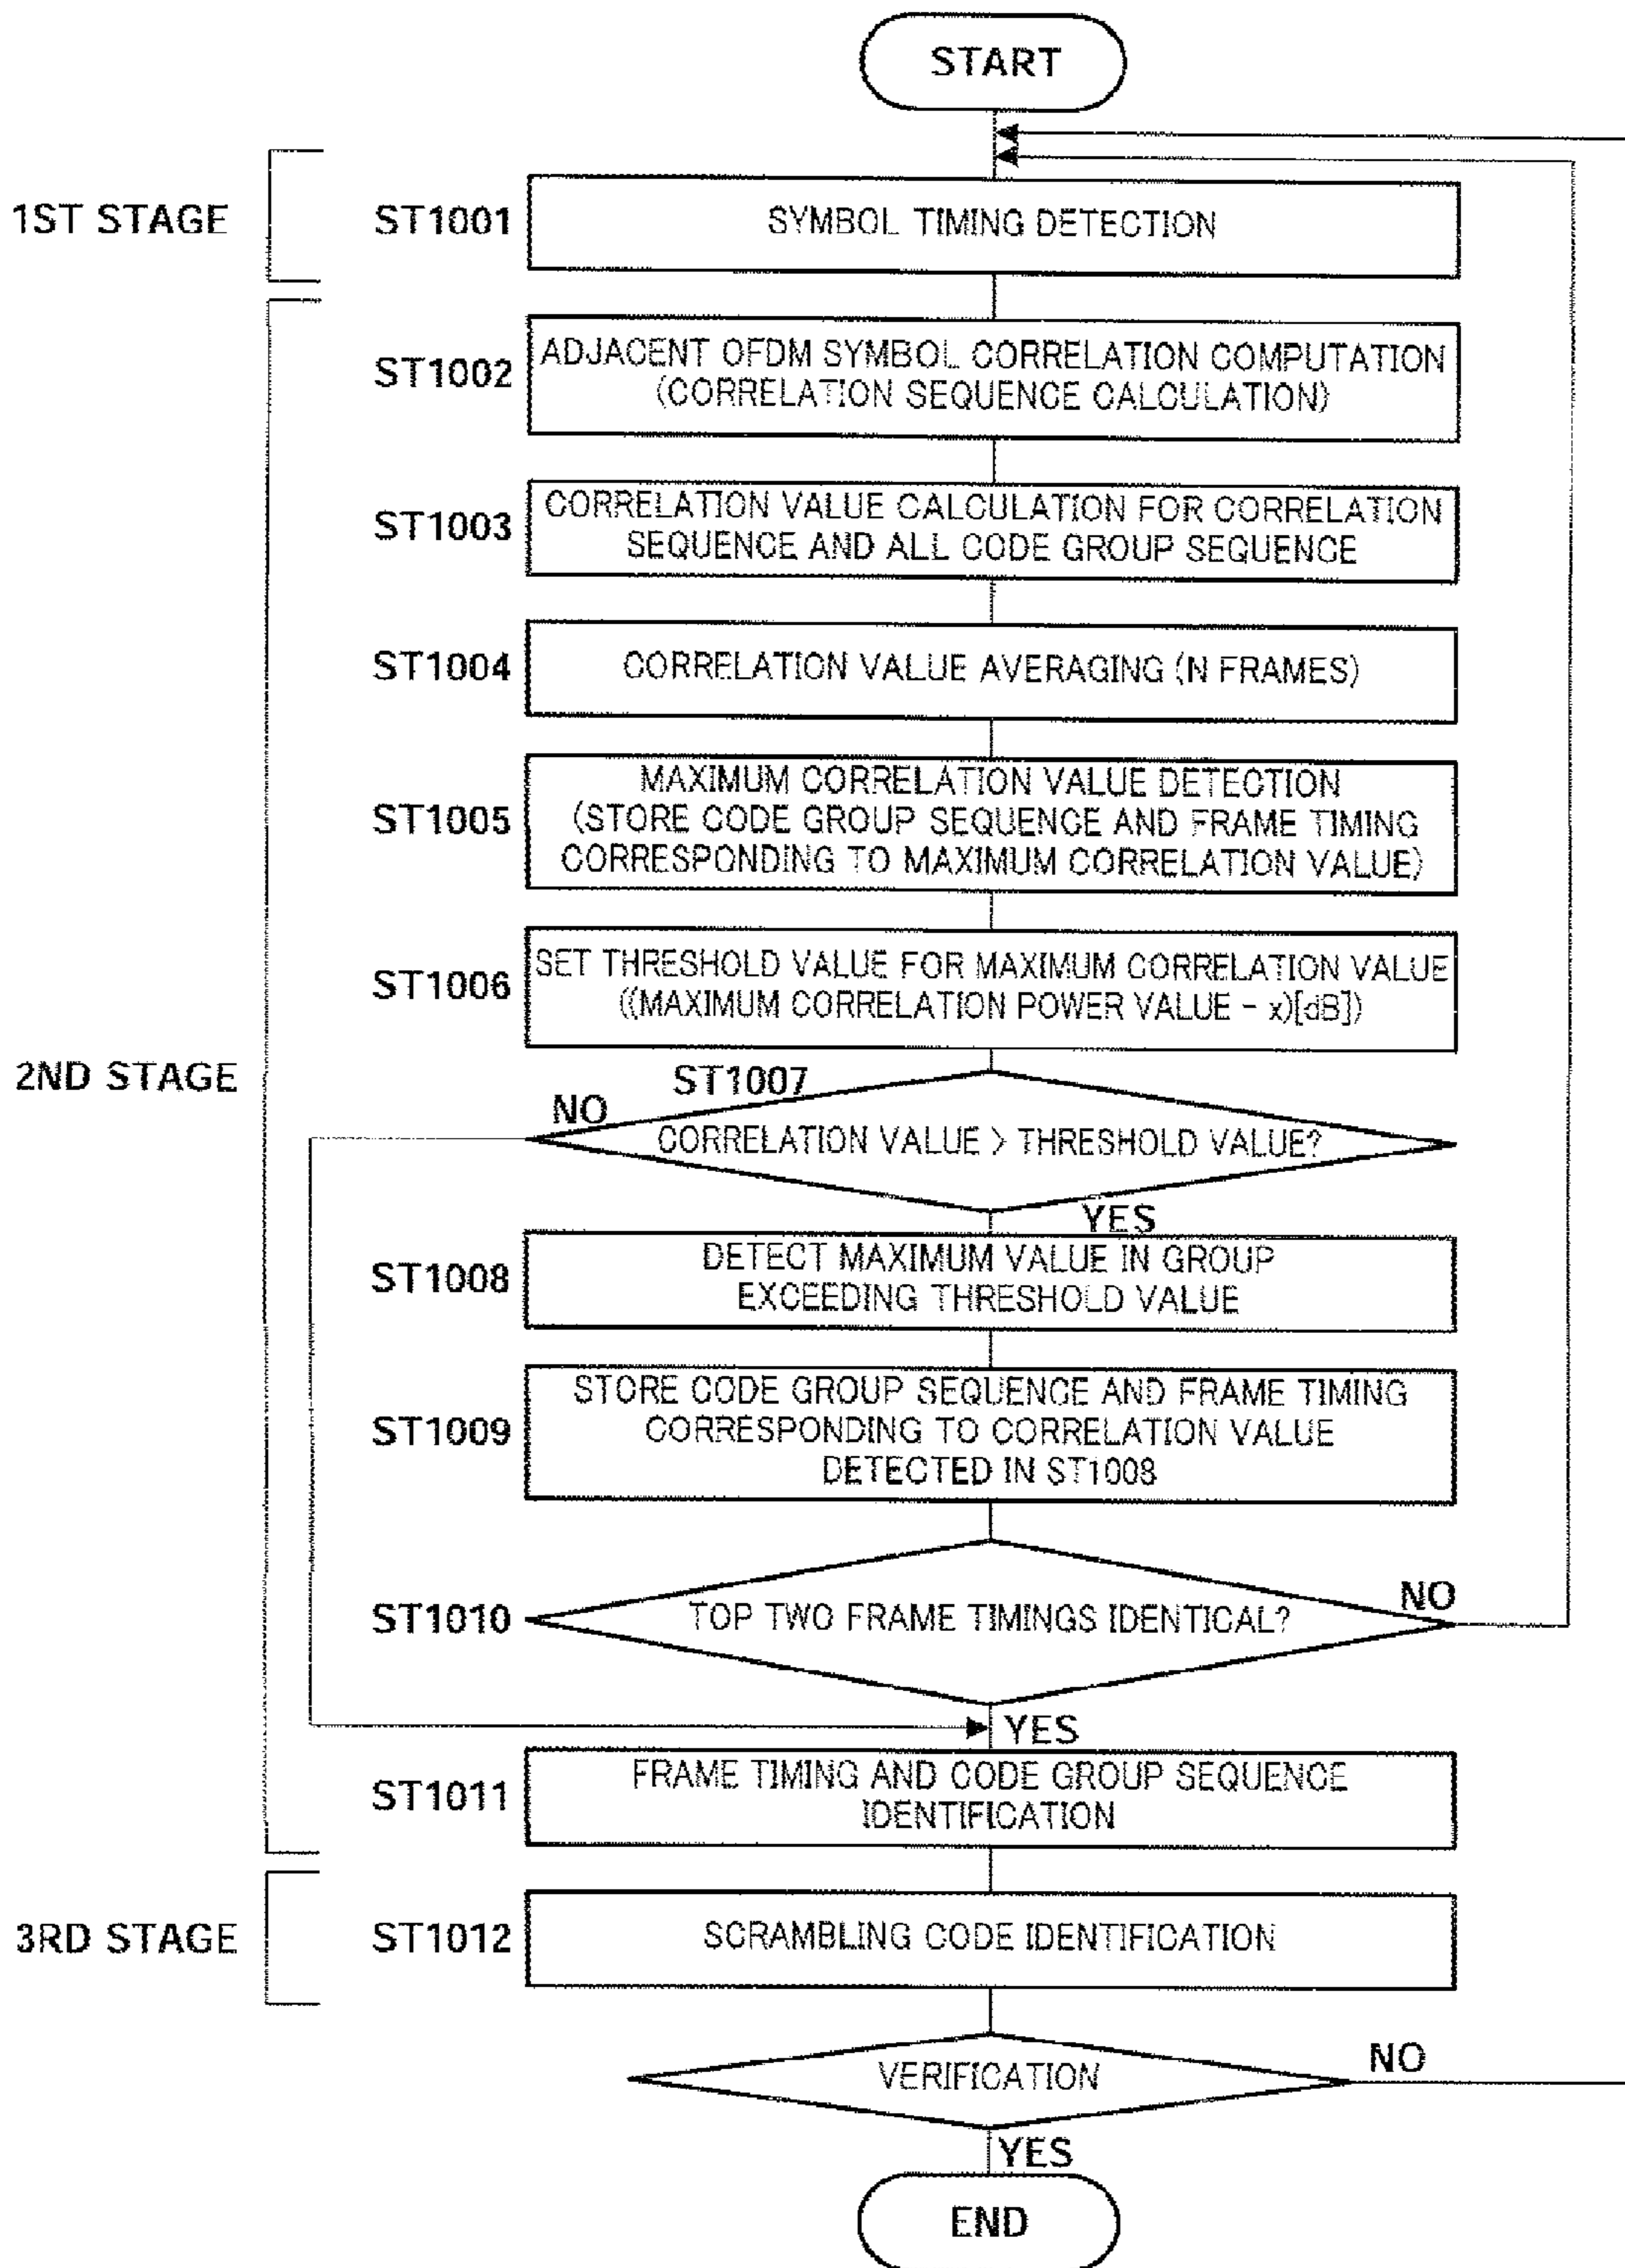 START
1ST STAGE
ST1001
SYMBOL TIMING DETECTION
ST1002
ADJACENT OFDM SYMBOL CORRELATION COMPUTATION
(CORRELATION SEQUENCE CALCULATION)
ST1003
CORRELATION VALUE CALCULATION FOR CORRELATION
SEQUENCE AND ALL CODE GROUP SEQUENCE
ST1004
CORRELATION VALUE AVERAGING (N FRAMES)
ST1005
MAXIMUM CORRELATION VALUE DETECTION
(STORE CODE GROUP SEQUENCE AND FRAME TIMING
CORRESPONDING TO MAXIMUM CORRELATION VALUE)
ST1006
SET THRESHOLD VALUE FOR MAXIMUM CORRELATION VALUE
((MAXIMUM CORRELATION POWER VALUE - x)[dB])
2ND STAGE
ST1007
NO
CORRELATION VALUE > THRESHOLD VALUE?
YES
ST1008
DETECT MAXIMUM VALUE IN GROUP
EXCEEDING THRESHOLD VALUE
ST1009
STORE CODE GROUP SEQUENCE AND FRAME TIMING
CORRESPONDING TO CORRELATION VALUE
DETECTED IN ST1008
ST1010
TOP TWO FRAME TIMINGS IDENTICAL?
NO
YES
ST1011
FRAME TIMING AND CODE GROUP SEQUENCE
IDENTIFICATION
3RD STAGE
ST1012
SCRAMBLING CODE IDENTIFICATION
VERIFICATION
NO
YES
END